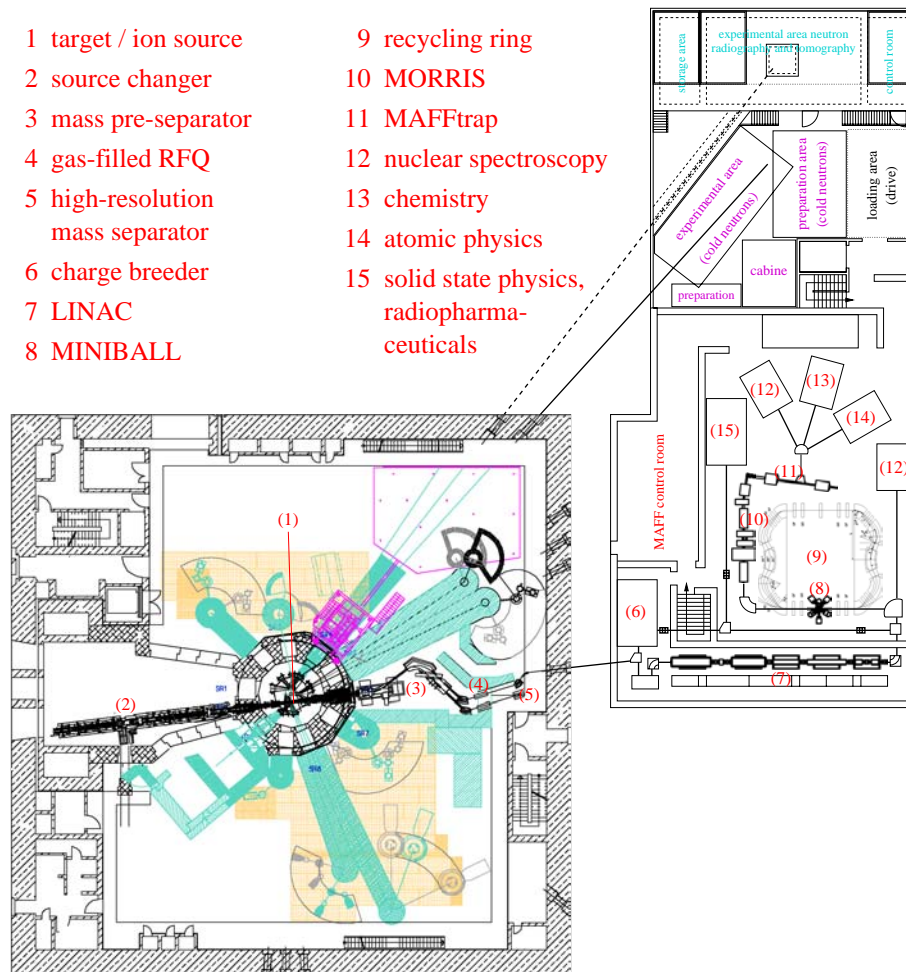 1 target / ion source
2 source changer
3 mass pre-separator
4 gas-filled RFQ
5 high-resolution
mass separator
6 charge breeder
7 LINAC
8 MINIBALL
9 recycling ring
10 MORRIS
11 MAFFtrap
12 nuclear spectroscopy
13 chemistry
14 atomic physics
15 solid state physics,
radiopharma-
ceuticals
storage area
experimental area neutron
radiography and tomography
control room
experimental area
(cold neutrons)
preparation area
(cold neutrons)
loading area
(drive)
cabine
preparation
MAFF control room
(12)
(13)
(14)
(15)
(12)
(11)
(10)
(9)
(8)
(6)
(7)
(1)
(2)
(3)
(4)
(5)
SR1
SR7
SR6